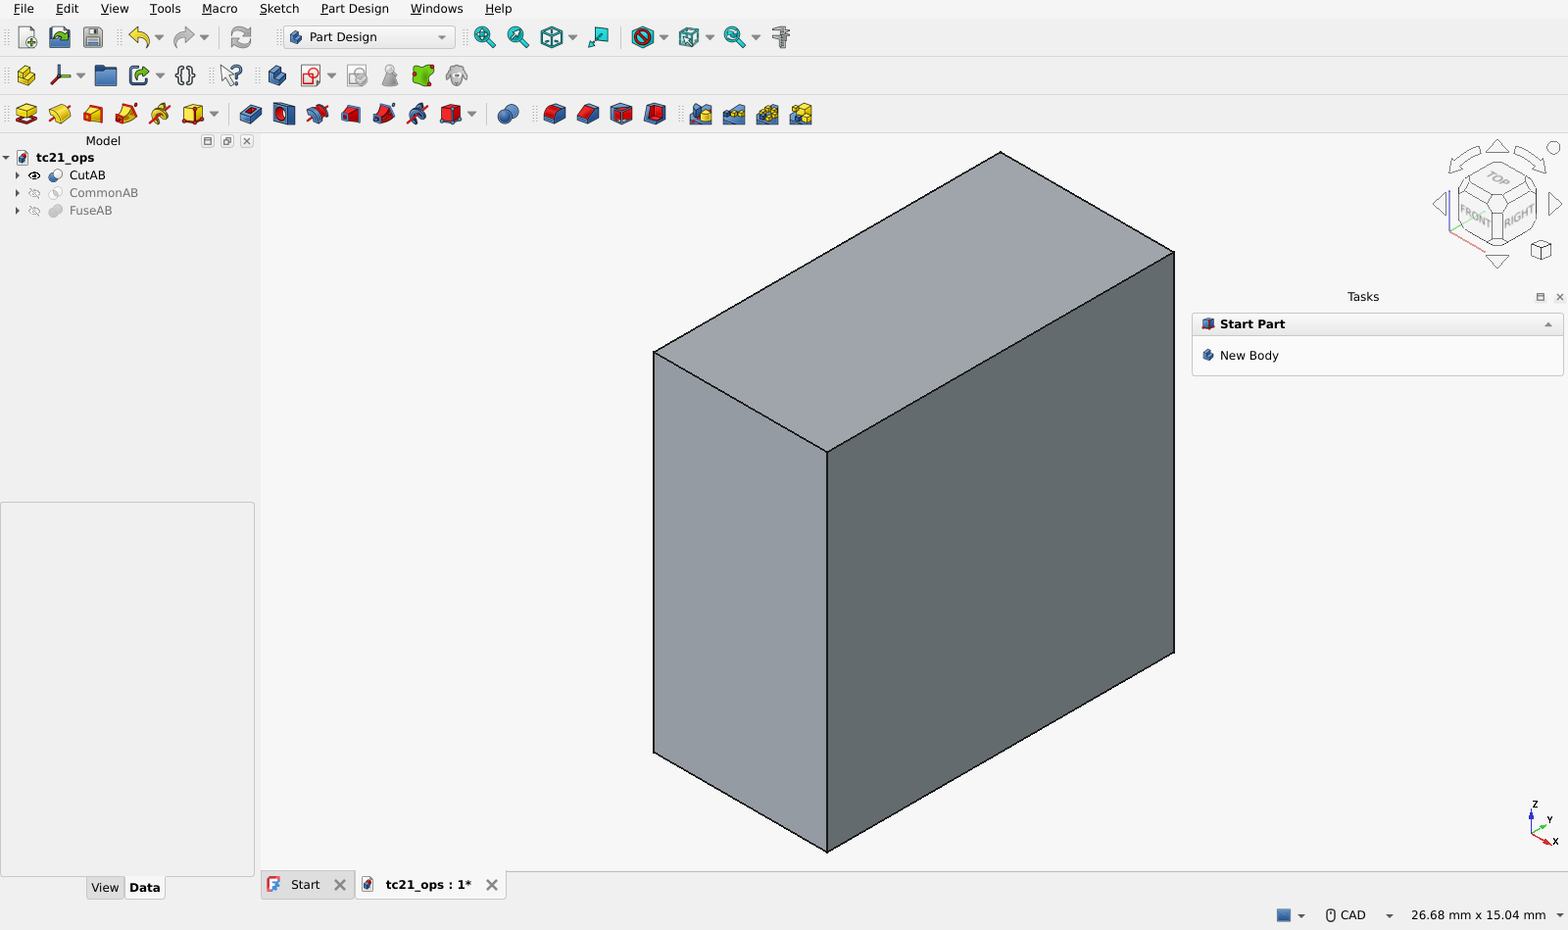 File Edit View Tools Macro Sketch Part Design Windows Help
Part Design
Model
tc21_ops
CutAB
CommonAB
FuseAB
TOP
FRONT
RIGHT
Tasks
Start Part
New Body
Z
Y
X
View Data
Start
tc21_ops : 1*
CAD
26.68 mm x 15.04 mm